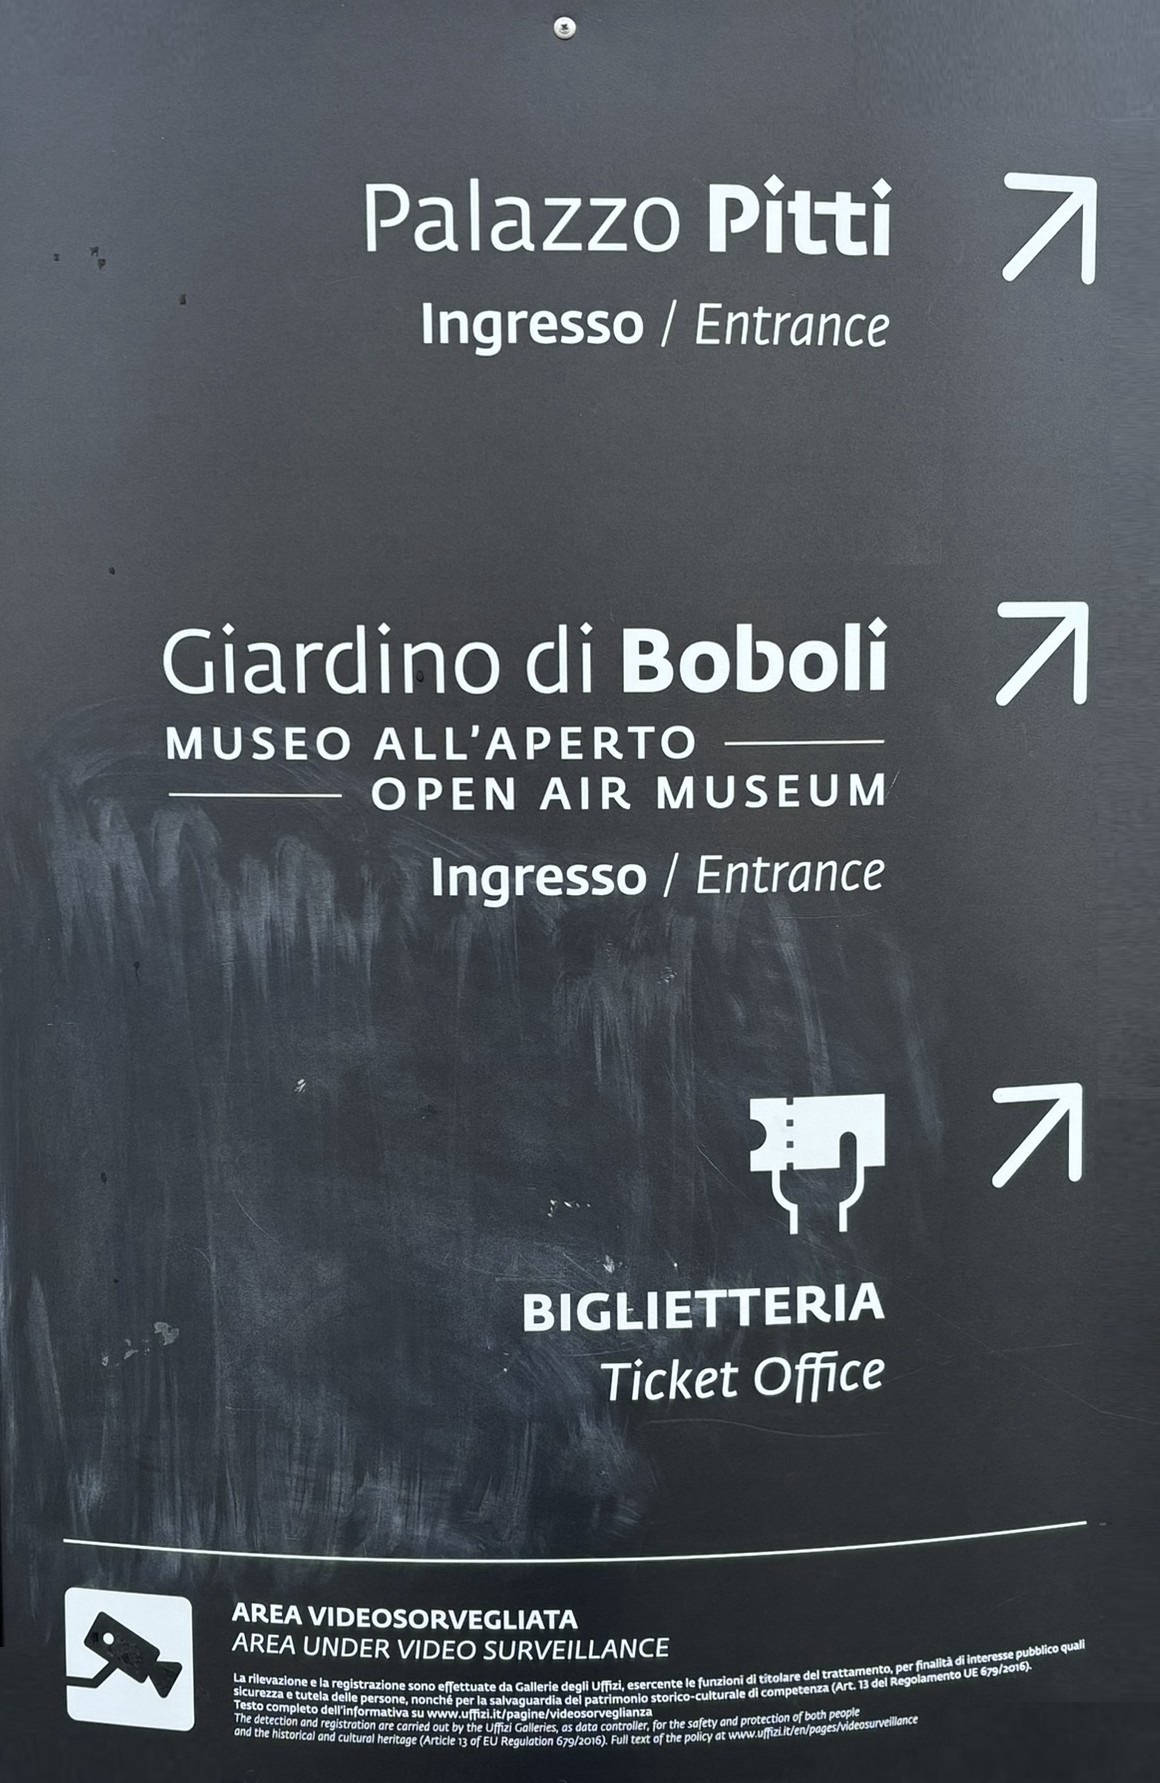 Palazzo Pitti
Ingresso / Entrance
Giardino di Boboli
MUSEO ALL'APERTO
OPEN AIR MUSEUM
Ingresso / Entrance
BIGLIETTERIA
Ticket Office
AREA VIDEOSORVEGLIATA
AREA UNDER VIDEO SURVEILLANCE
La rilevazione e la registrazione sono effettuate da Gallerie degli Uffizi, esercente le funzioni di titolare del trattamento, per finalità di interesse pubblico quali
sicurezza e tutela delle persone, nonché per la salvaguardia del patrimonio storico-culturale di competenza (Art. 13 del Regolamento UE 679/2016).
Testo completo dell'informativa su www.uffizi.it/pagine/videosorveglianza
The detection and registration are carried out by the Uffizi Galleries, as data controller, for the safety and protection of both people
and the historical and cultural heritage (Article 13 of EU Regulation 679/2016). Full text of the policy at www.uffizi.it/en/pages/videosurveillance